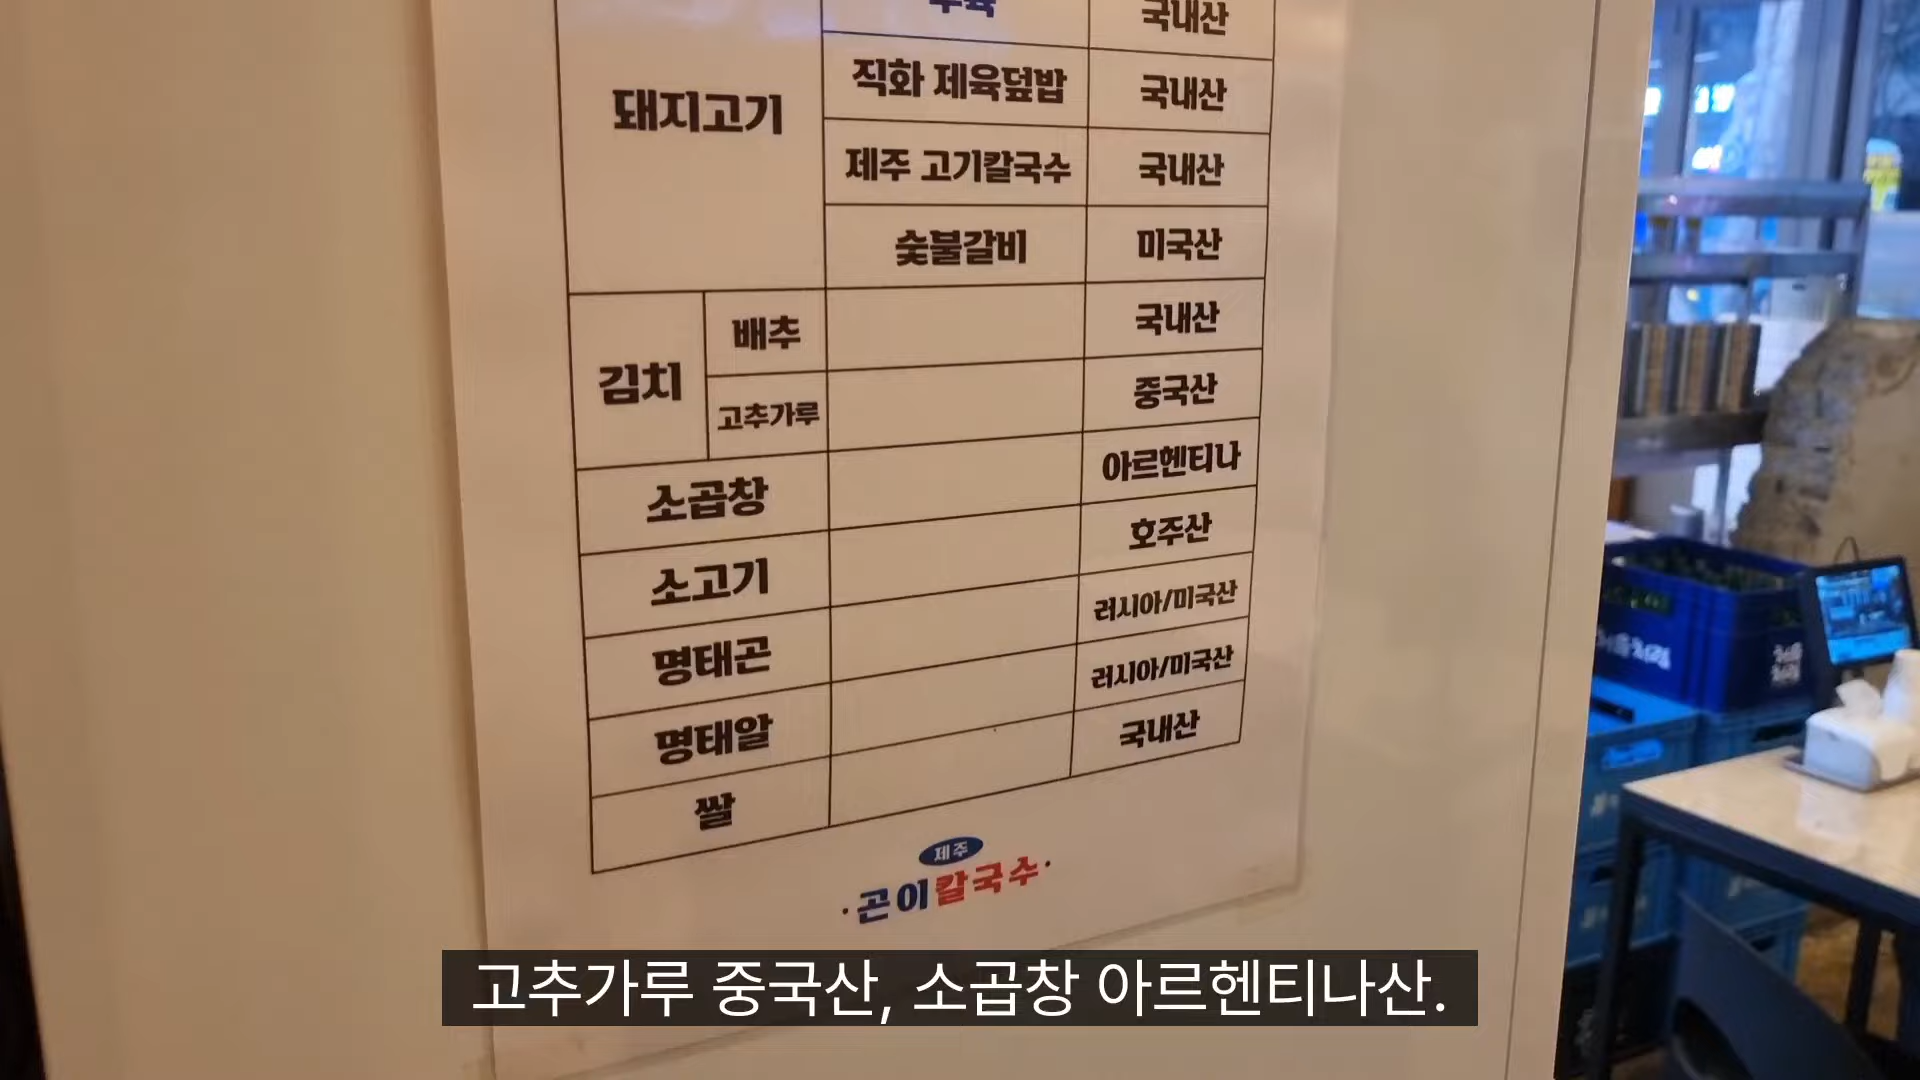 국내산
돼지고기 직화 제육덮밥 국내산
제주 고기칼국수 국내산
숯불갈비 미국산
김치 배추 국내산
고추가루 중국산
소곱창 아르헨티나
소고기 호주산
명태곤 러시아/미국산
명태알 러시아/미국산
쌀 국내산
제주
·곤이칼국수·
고추가루 중국산, 소곱창 아르헨티나산.